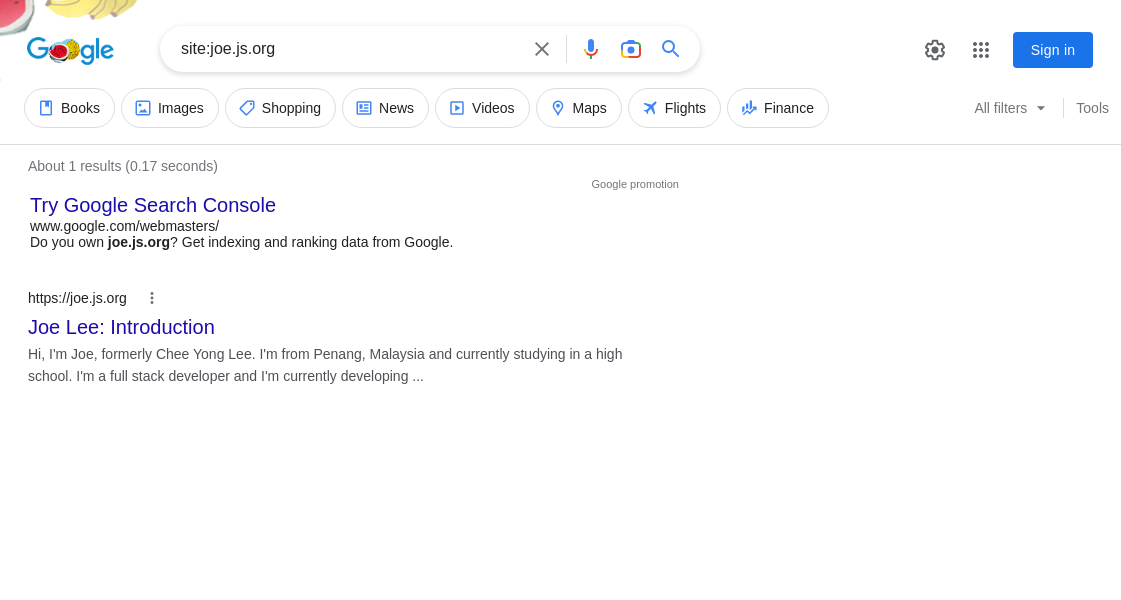 Google
site:joe.js.org
Sign in
Books
Images
Shopping
News
Videos
Maps
Flights
Finance
All filters
Tools
About 1 results (0.17 seconds)
Google promotion
Try Google Search Console
www.google.com/webmasters/
Do you own joe.js.org? Get indexing and ranking data from Google.
https://joe.js.org
Joe Lee: Introduction
Hi, I'm Joe, formerly Chee Yong Lee. I'm from Penang, Malaysia and currently studying in a high
school. I'm a full stack developer and I'm currently developing ...